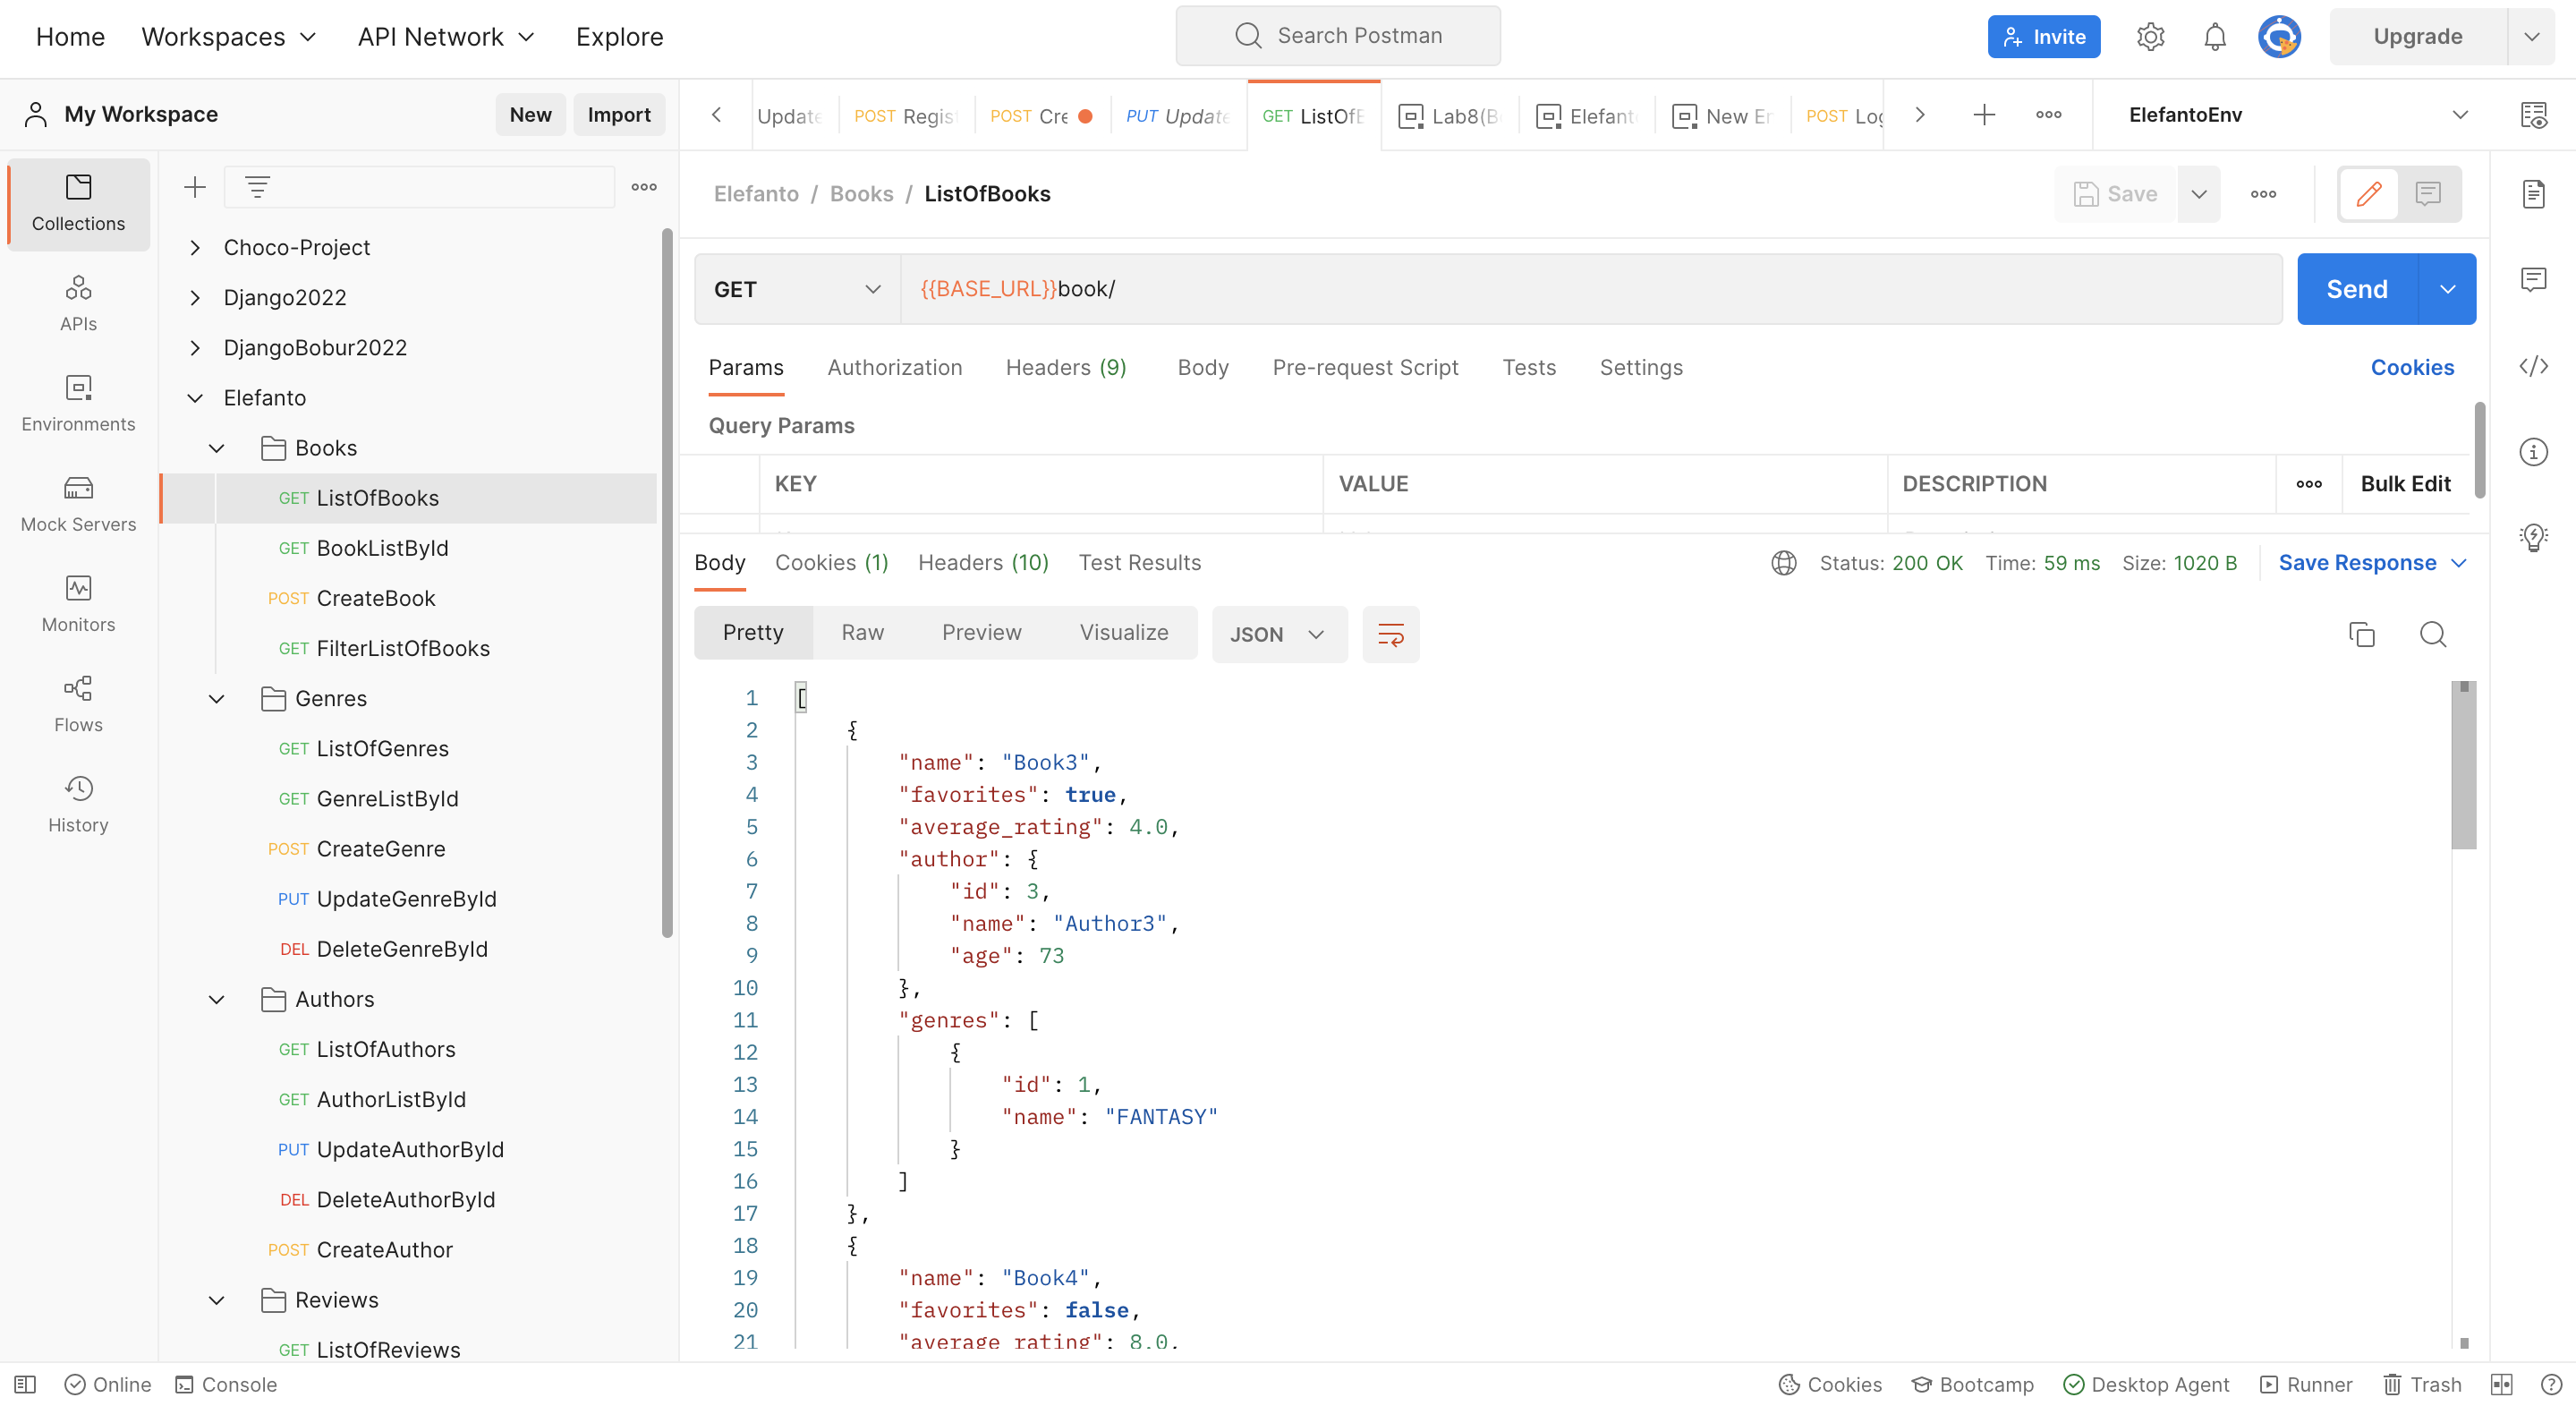 Home Workspaces API Network Explore Search Postman Invite Upgrade
My Workspace New Import
Update POST Regis POST Cre PUT Update GET ListOfB Lab8(B Elefant New En POST Log ElefantoEnv
Collections
APIs
Environments
Mock Servers
Monitors
Flows
History
Choco-Project
Django2022
DjangoBobur2022
Elefanto
Books
GET ListOfBooks
GET BookListById
POST CreateBook
GET FilterListOfBooks
Genres
GET ListOfGenres
GET GenreListById
POST CreateGenre
PUT UpdateGenreById
DEL DeleteGenreById
Authors
GET ListOfAuthors
GET AuthorListById
PUT UpdateAuthorById
DEL DeleteAuthorById
POST CreateAuthor
Reviews
GET ListOfReviews
Elefanto / Books / ListOfBooks Save
GET {{BASE_URL}}book/ Send
Params Authorization Headers (9) Body Pre-request Script Tests Settings Cookies
Query Params
KEY VALUE DESCRIPTION Bulk Edit
Body Cookies (1) Headers (10) Test Results Status: 200 OK Time: 59 ms Size: 1020 B Save Response
Pretty Raw Preview Visualize JSON
1 [
2 {
3 "name": "Book3",
4 "favorites": true,
5 "average_rating": 4.0,
6 "author": {
7 "id": 3,
8 "name": "Author3",
9 "age": 73
10 },
11 "genres": [
12 {
13 "id": 1,
14 "name": "FANTASY"
15 }
16 ]
17 },
18 {
19 "name": "Book4",
20 "favorites": false,
21 "average_rating": 8.0,
Online Console Cookies Bootcamp Desktop Agent Runner Trash